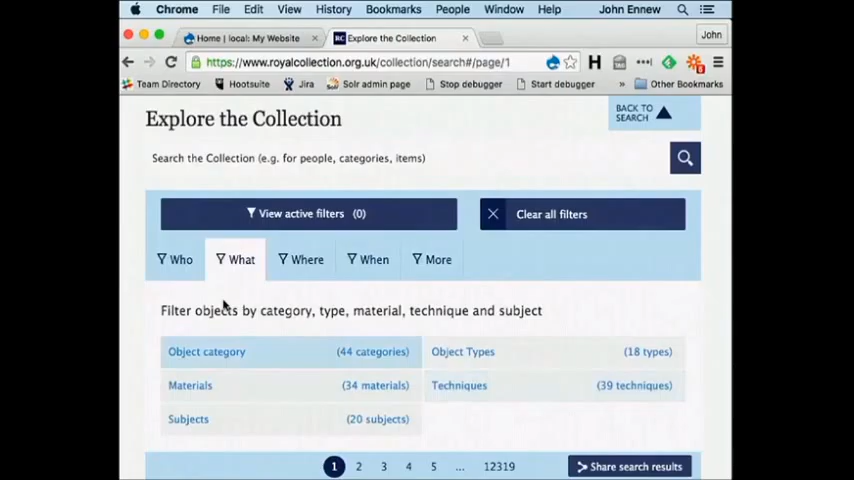 Chrome File Edit View History Bookmarks People Window Help John Ennew
Home | local: My Website Explore the Collection John
https://www.royalcollection.org.uk/collection/search#/page/1
Team Directory Hootsuite Jira Solr admin page Stop debugger Start debugger » Other Bookmarks
Explore the Collection
BACK TO
SEARCH
Search the Collection (e.g. for people, categories, items)
View active filters (0) Clear all filters
Who What Where When More
Filter objects by category, type, material, technique and subject
Object category (44 categories) Object Types (18 types)
Materials (34 materials) Techniques (39 techniques)
Subjects (20 subjects)
1 2 3 4 5 ... 12319 Share search results